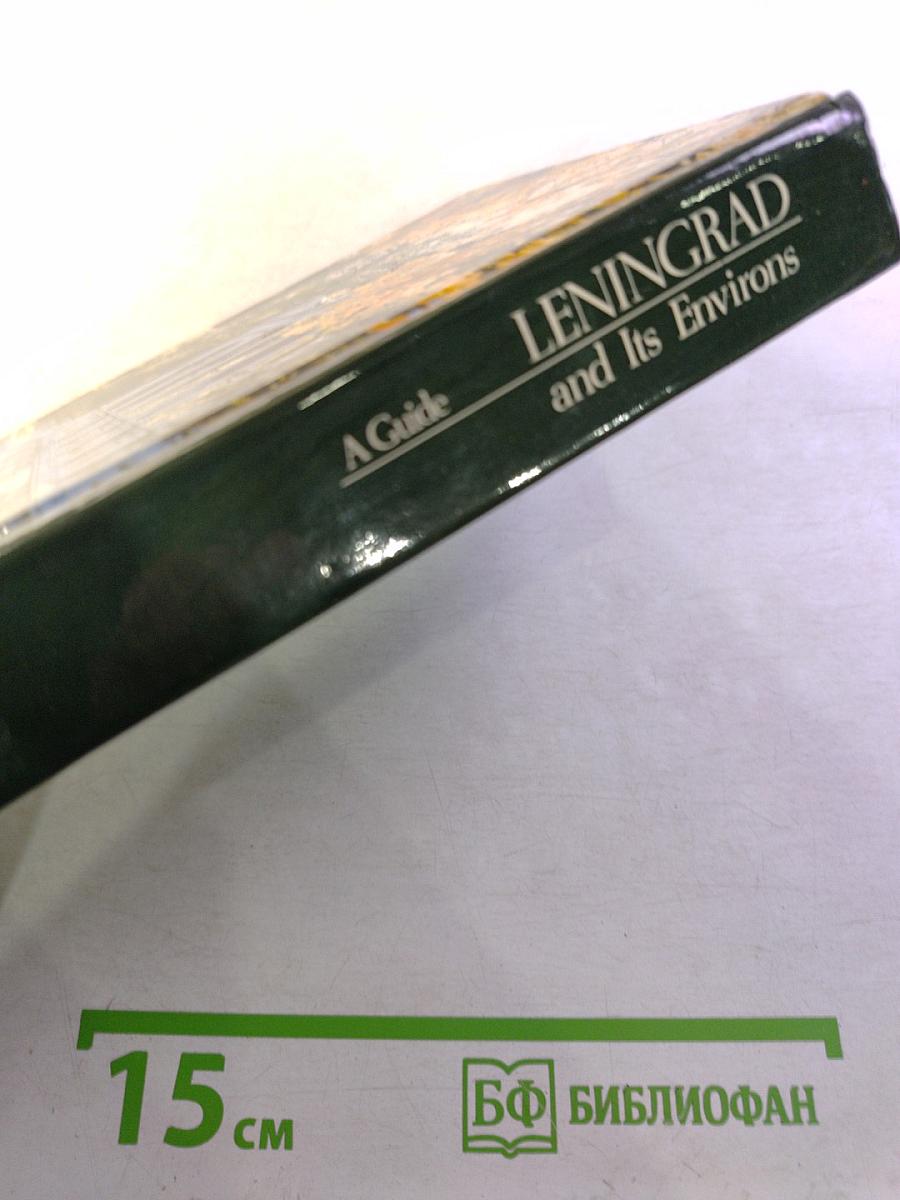 A Guide
LENINGRAD
and Its Environs
15 см
БФ БИБЛИОФАН